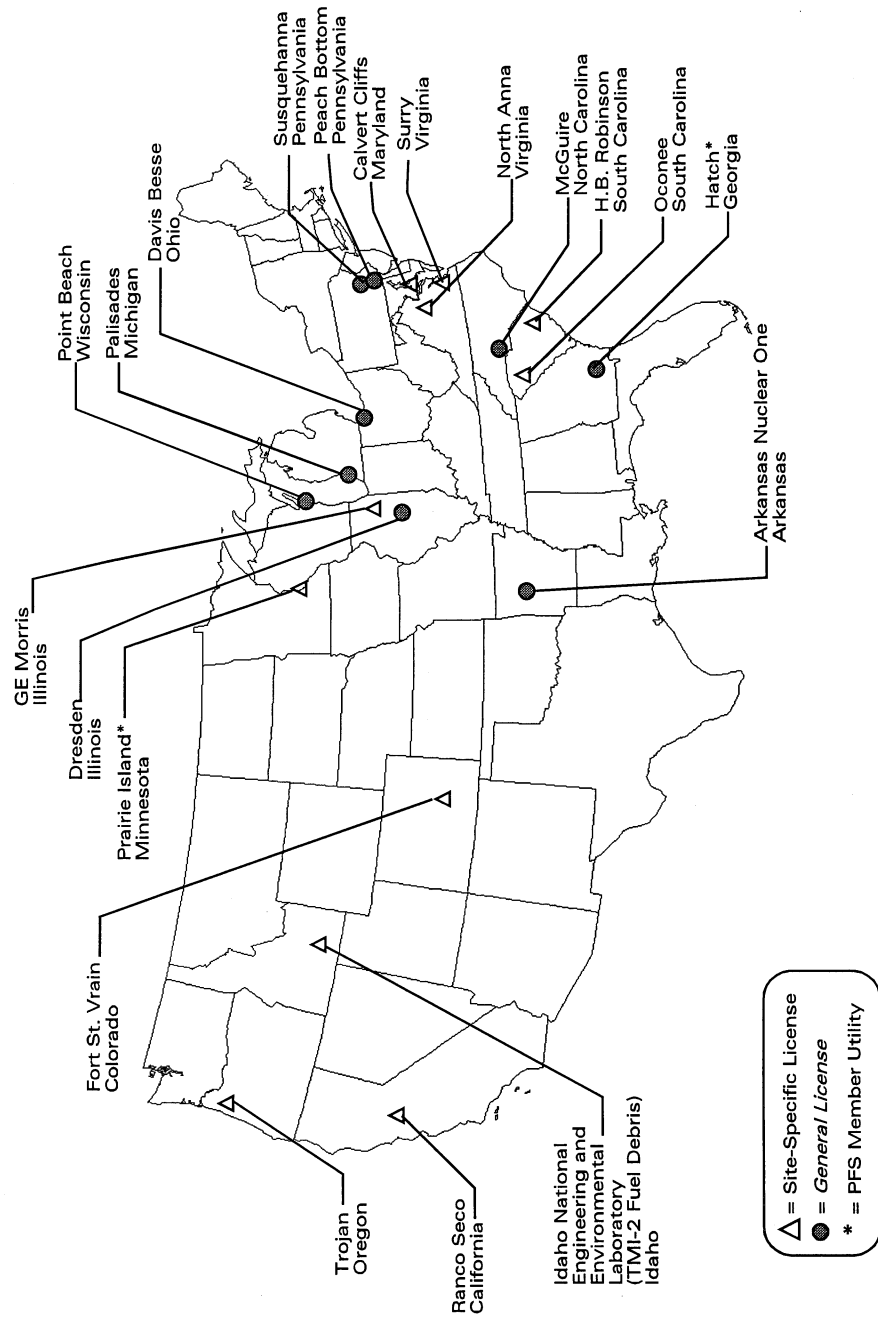 GE Morris
Illinois
Dresden
Illinois
Prairie Island*
Minnesota
Fort St. Vrain
Colorado
Point Beach
Wisconsin
Palisades
Michigan
Davis Besse
Ohio
Susquehanna
Pennsylvania
Peach Bottom
Pennsylvania
Calvert Cliffs
Maryland
Surry
Virginia
North Anna
Virginia
McGuire
North Carolina
H.B. Robinson
South Carolina
Oconee
South Carolina
Hatch*
Georgia
Arkansas Nuclear One
Arkansas
Trojan
Oregon
Ranco Seco
California
Idaho National
Engineering and
Environmental
Laboratory
(TMI-2 Fuel Debris)
Idaho
= Site-Specific License
= General License
* = PFS Member Utility